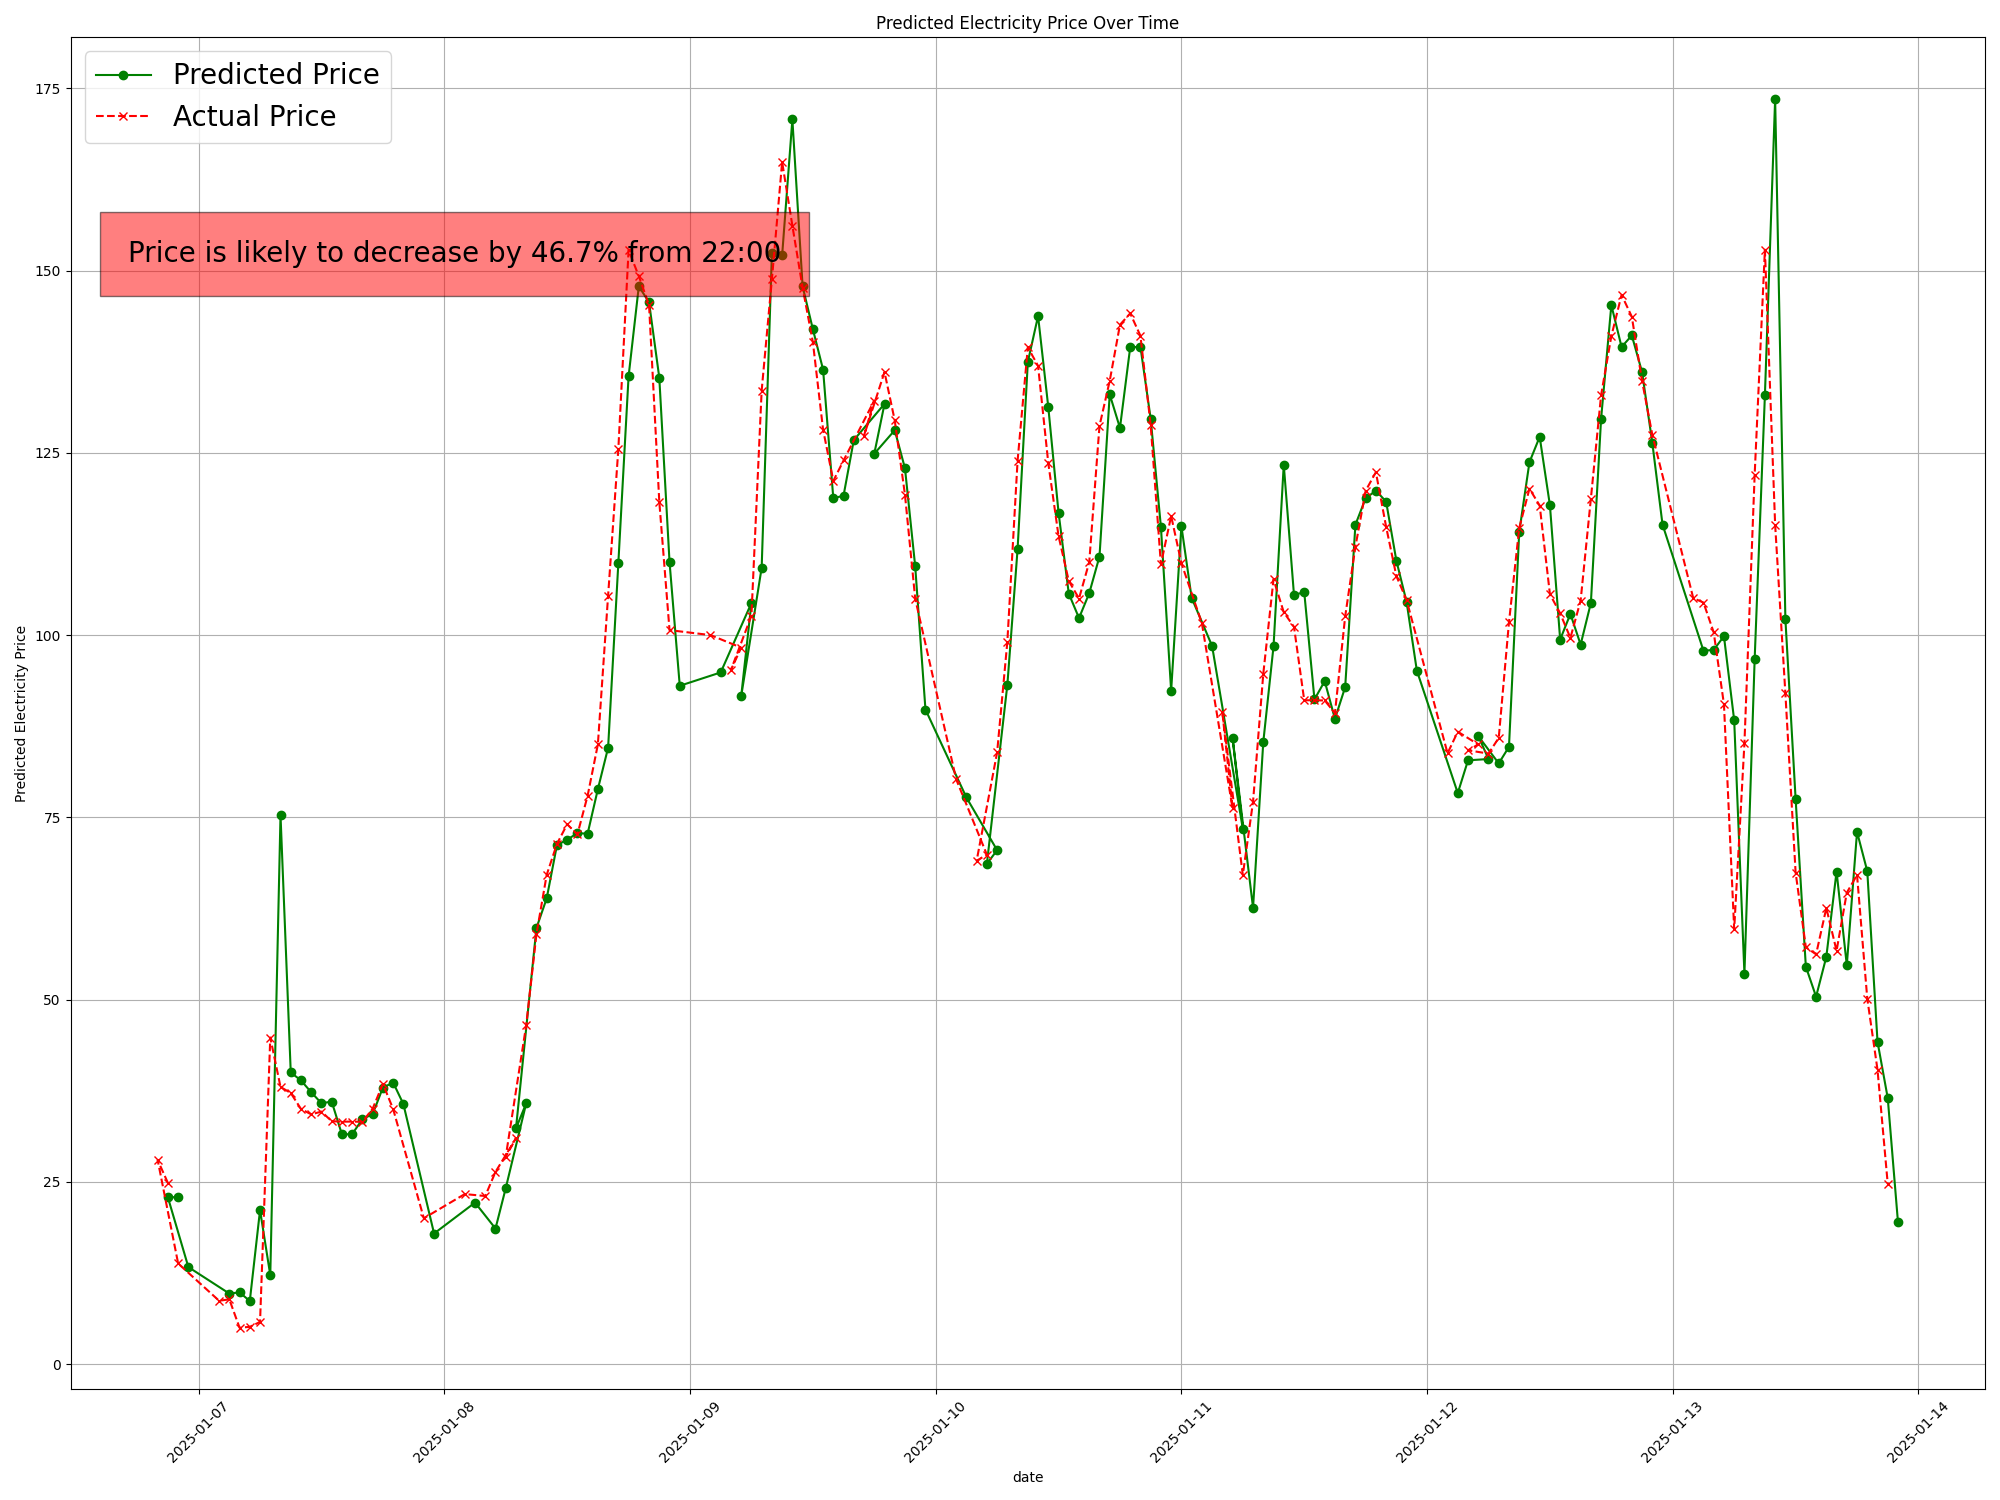 Predicted Electricity Price Over Time
Predicted Price
Actual Price
Price is likely to decrease by 46.7% from 22:00
Predicted Electricity Price
175
150
125
100
75
50
25
0
2025-01-07
2025-01-08
2025-01-09
2025-01-10
2025-01-11
2025-01-12
2025-01-13
2025-01-14
date